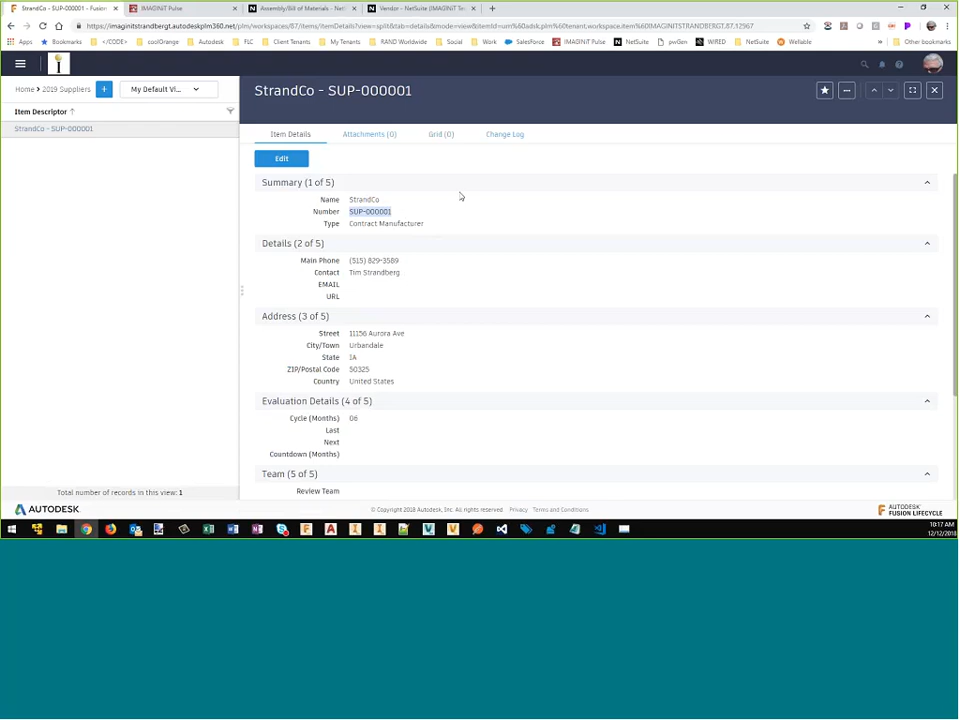 StrandCo - SUP-000001 - Fusion
IMAGINiT Pulse
Assembly/Bill of Materials - NetS
Vendor - NetSuite (IMAGINIT Te
https://imaginitstrandbergt.autodeskplm360.net/plm/workspaces/87/items/itemDetails?view=split&tab=details&mode=view&itemId=urn%60adsk,plm%60tenant,workspace,item%60IMAGINITSTRANDBERGT,87,12567
Apps Bookmarks </CODE> coolOrange Autodesk FLC Client Tenants My Tenants RAND Worldwide Social Work SalesForce IMAGINiT Pulse NetSuite pwGen WIRED NetSuite Wellable » Other bookmarks
Home > 2019 Suppliers + My Default Vi...
Item Descriptor
StrandCo - SUP-000001
Total number of records in this view: 1
StrandCo - SUP-000001
Item Details Attachments (0) Grid (0) Change Log
Edit
Summary (1 of 5)
Name StrandCo
Number SUP-000001
Type Contract Manufacturer
Details (2 of 5)
Main Phone (515) 829-3589
Contact Tim Strandberg
EMAIL
URL
Address (3 of 5)
Street 11156 Aurora Ave
City/Town Urbandale
State IA
ZIP/Postal Code 50325
Country United States
Evaluation Details (4 of 5)
Cycle (Months) 06
Last
Next
Countdown (Months)
Team (5 of 5)
Review Team
AUTODESK
© Copyright 2018 Autodesk, Inc. All rights reserved Privacy Terms and Conditions
AUTODESK
FUSION LIFECYCLE
10:17 AM
12/12/2018